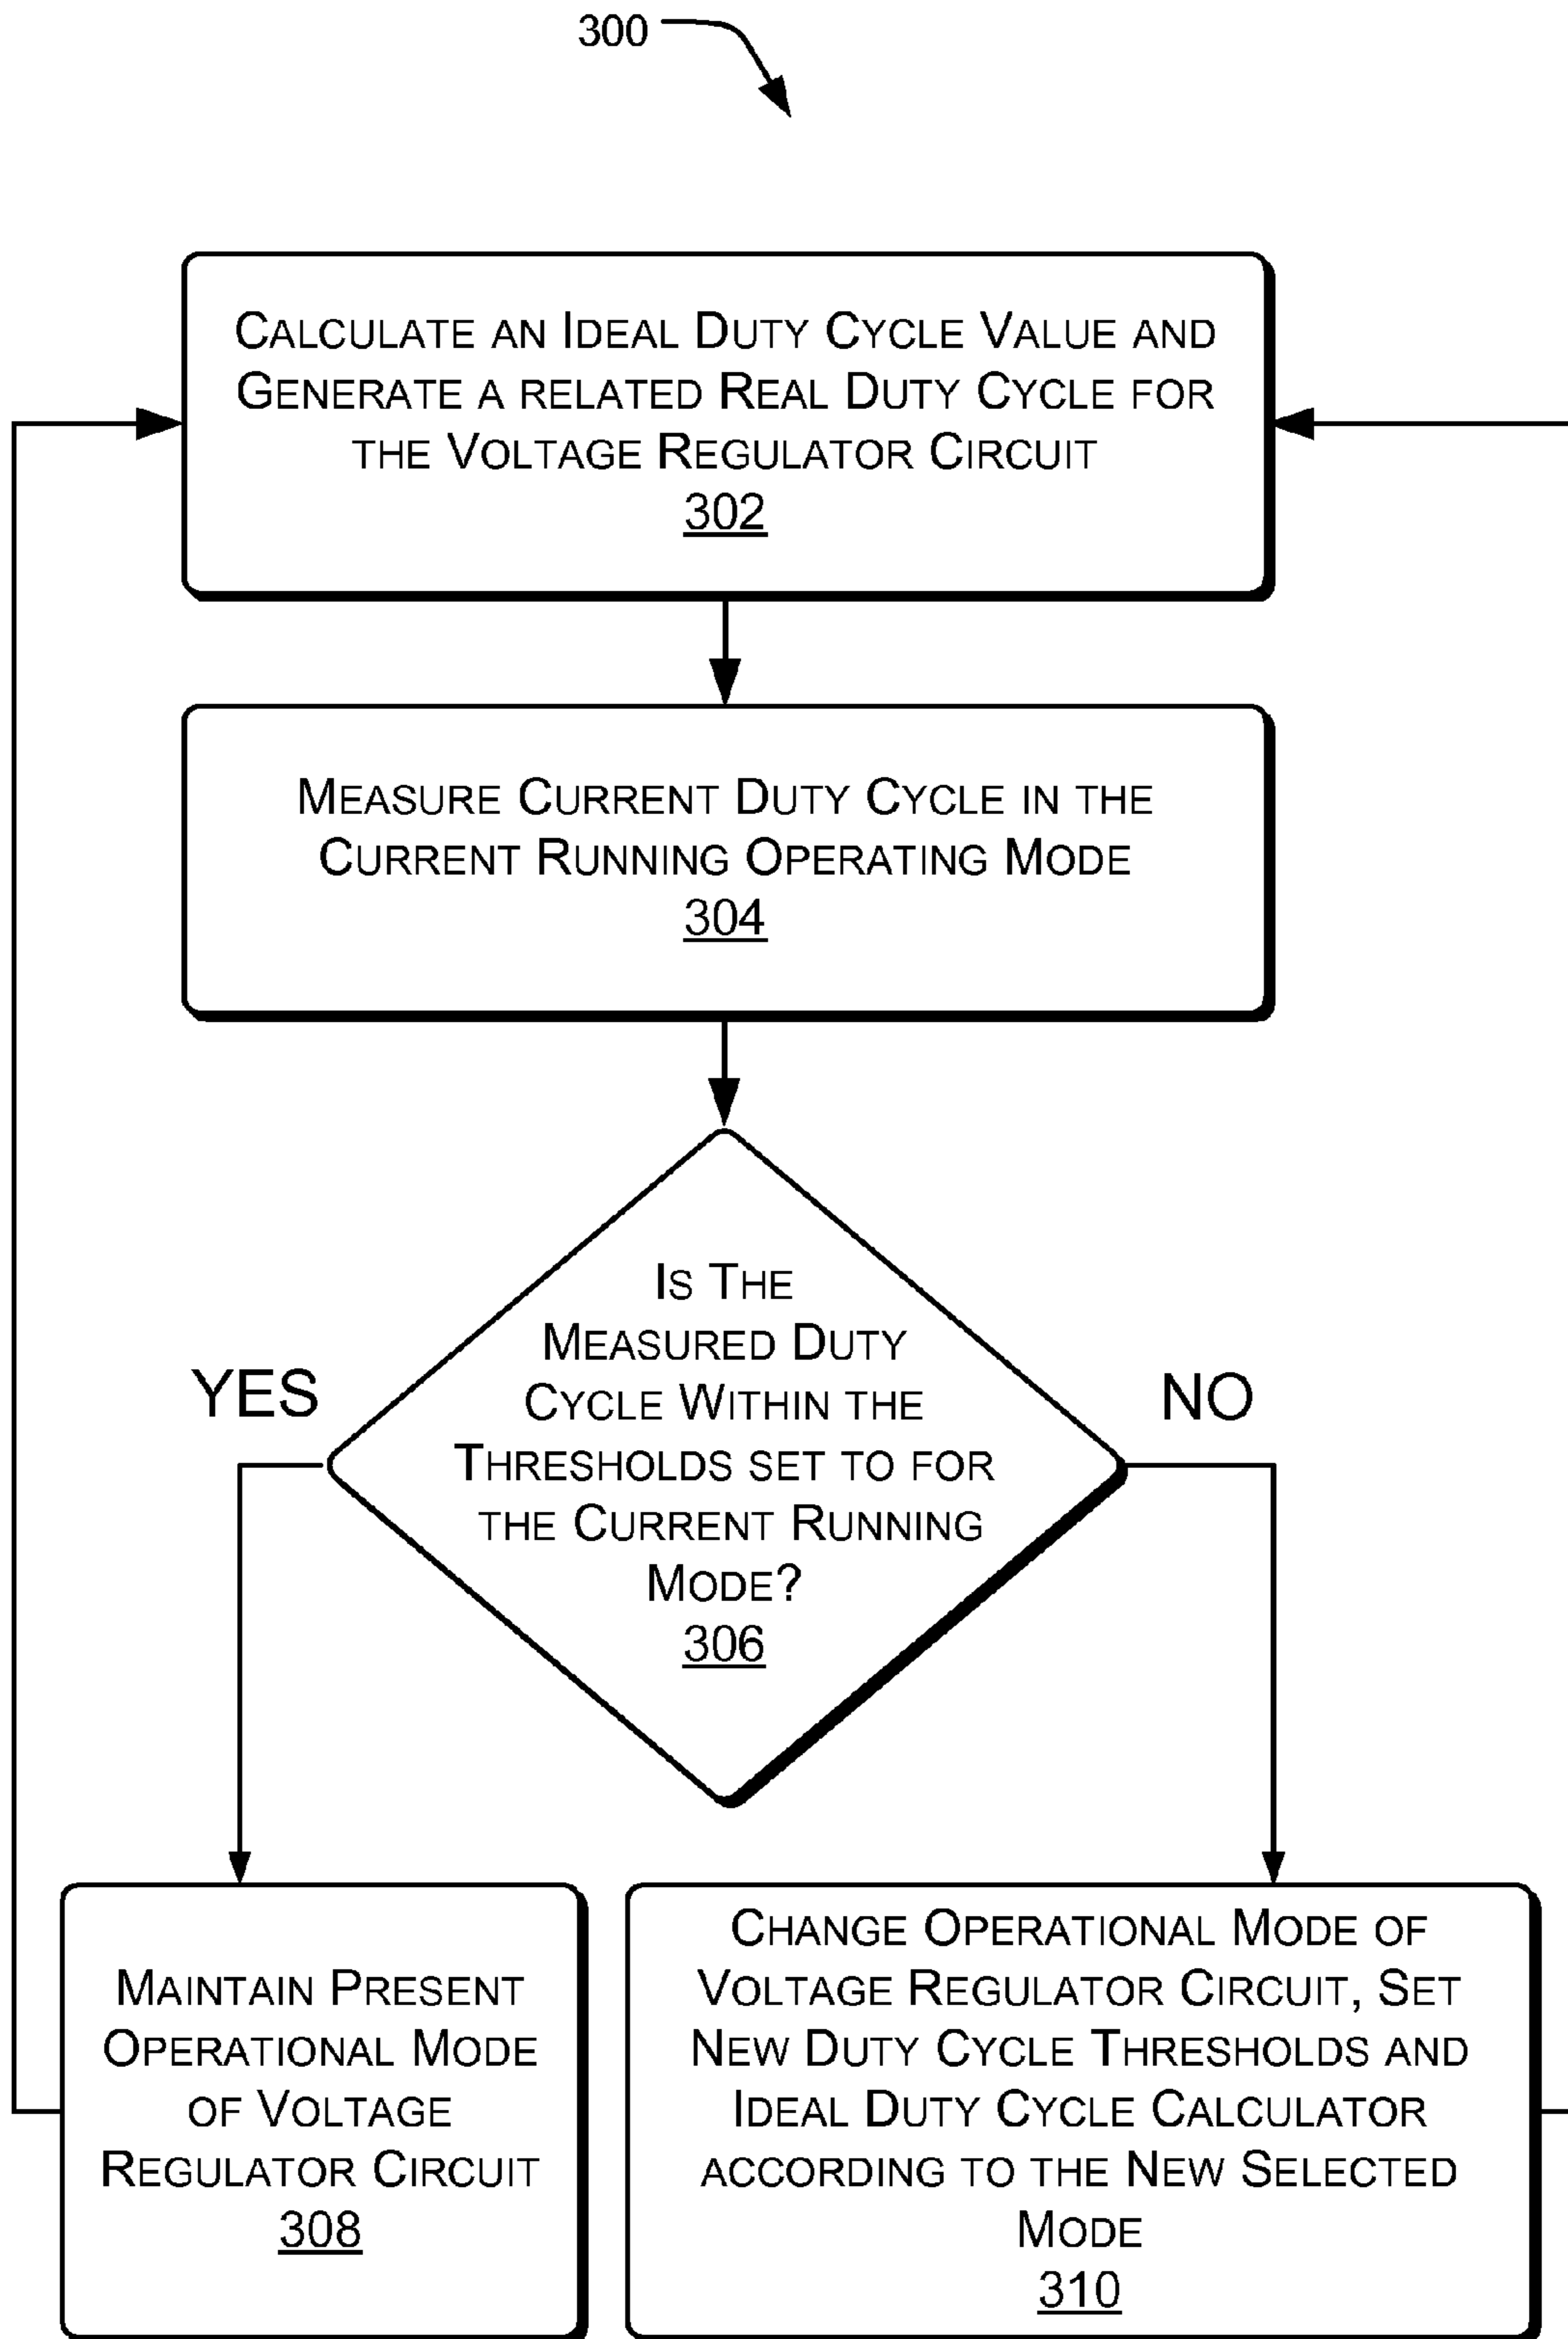 300
CALCULATE AN IDEAL DUTY CYCLE VALUE AND
GENERATE A RELATED REAL DUTY CYCLE FOR
THE VOLTAGE REGULATOR CIRCUIT
302
MEASURE CURRENT DUTY CYCLE IN THE
CURRENT RUNNING OPERATING MODE
304
IS THE
MEASURED DUTY
CYCLE WITHIN THE
THRESHOLDS SET TO FOR
THE CURRENT RUNNING
MODE?
306
YES
NO
MAINTAIN PRESENT
OPERATIONAL MODE
OF VOLTAGE
REGULATOR CIRCUIT
308
CHANGE OPERATIONAL MODE OF
VOLTAGE REGULATOR CIRCUIT, SET
NEW DUTY CYCLE THRESHOLDS AND
IDEAL DUTY CYCLE CALCULATOR
ACCORDING TO THE NEW SELECTED
MODE
310